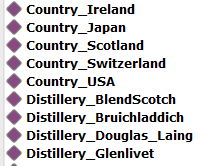 Country_Ireland
Country_Japan
Country_Scotland
Country_Switzerland
Country_USA
Distillery_BlendScotch
Distillery_Bruichladdich
Distillery_Douglas_Laing
Distillery_Glenlivet